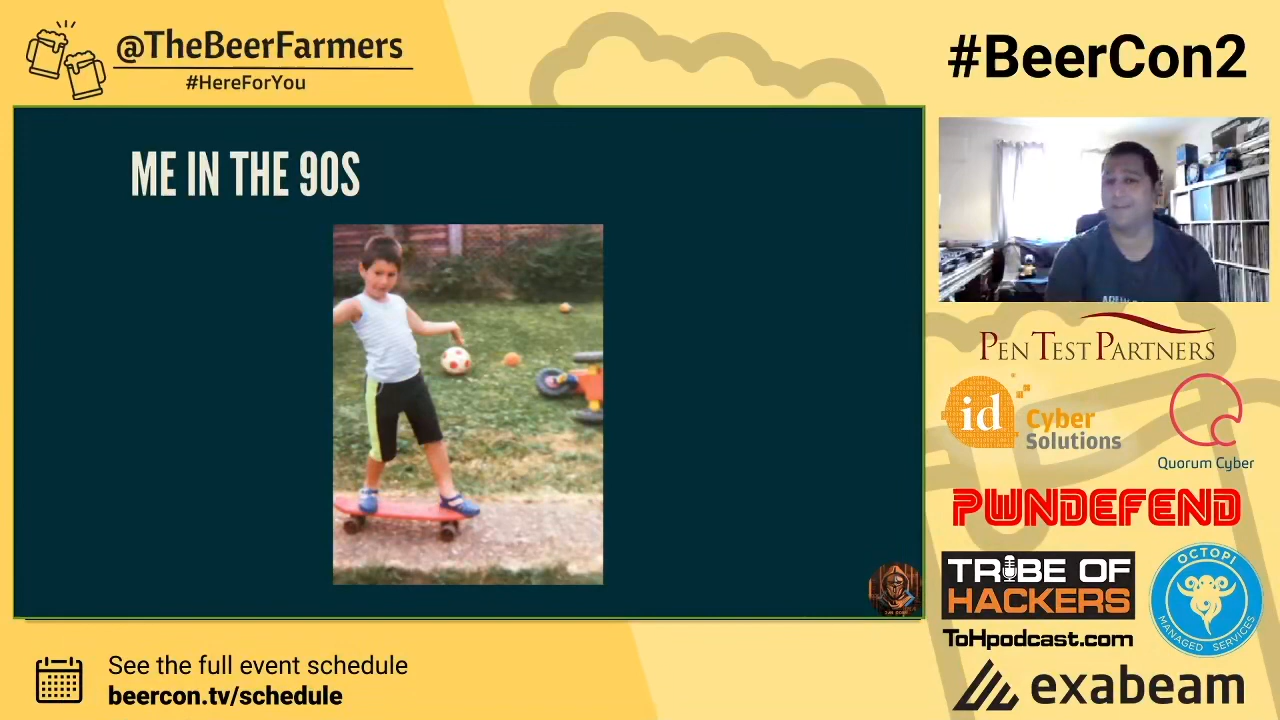 @TheBeerFarmers
#HereForYou
#BeerCon2
ME IN THE 90S
PEN TEST PARTNERS
id Cyber
Solutions
Quorum Cyber
PWNDEFEND
TRIBE OF
HACKERS
ToHpodcast.com
OCTOPI
MANAGED SERVICES
exabeam
See the full event schedule
beercon.tv/schedule